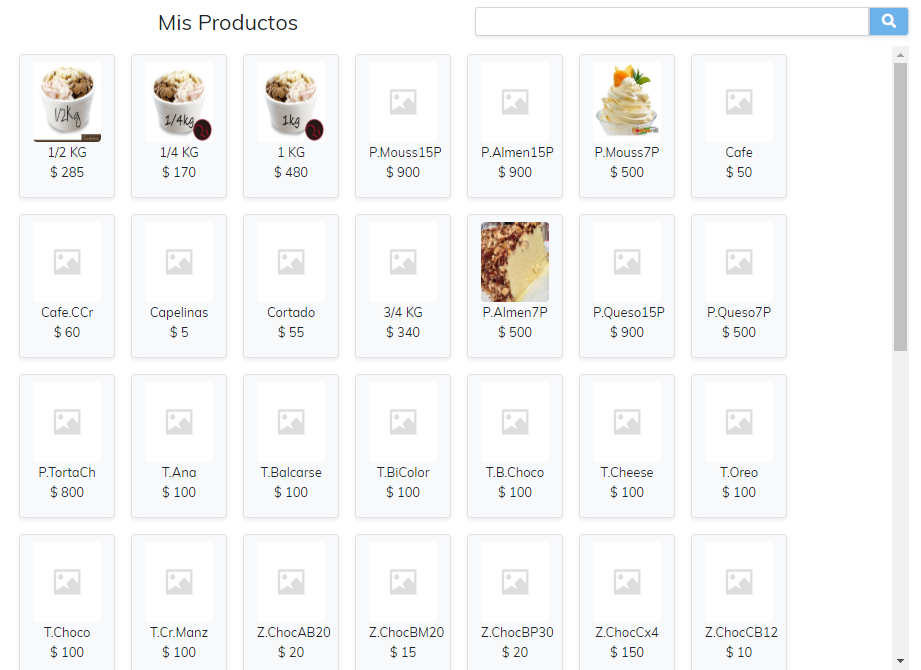 Mis Productos
1/2Kg
1/4kg
1kg
1/2 KG
1/4 KG
1 KG
P.Mouss15P
P.Almen15P
P.Mouss7P
Cafe
$ 285
$ 170
$ 480
$ 900
$ 900
$ 500
$ 50
Cafe.CCr
Capelinas
Cortado
3/4 KG
P.Almen7P
P.Queso15P
P.Queso7P
$ 60
$ 5
$ 55
$ 340
$ 500
$ 900
$ 500
P.TortaCh
T.Ana
T.Balcarse
T.BiColor
T.B.Choco
T.Cheese
T.Oreo
$ 800
$ 100
$ 100
$ 100
$ 100
$ 100
$ 100
T.Choco
T.Cr.Manz
Z.ChocAB20
Z.ChocBM20
Z.ChocBP30
Z.ChocCx4
Z.ChocCB12
$ 100
$ 100
$ 20
$ 15
$ 20
$ 150
$ 10